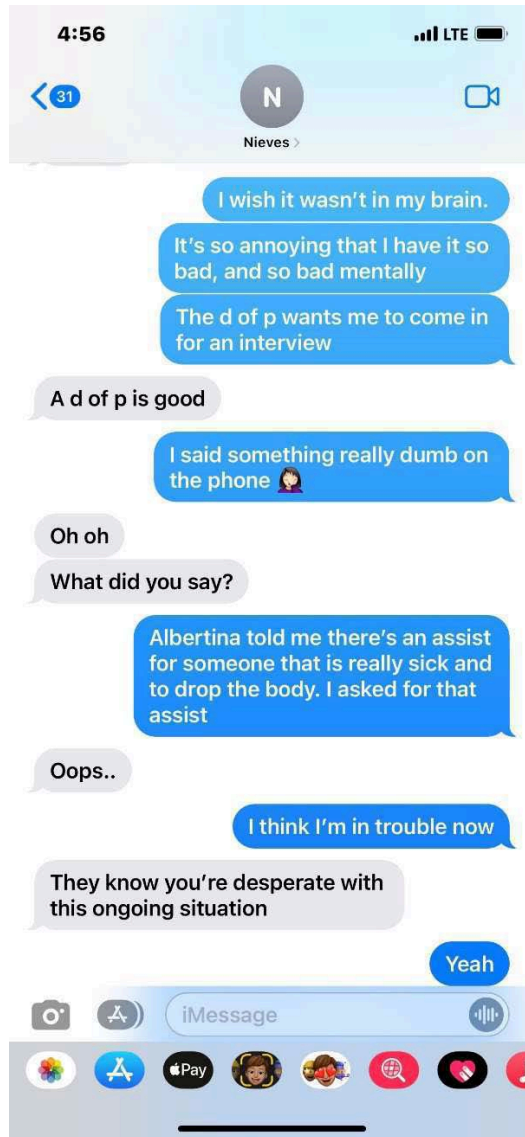 4:56
LTE
31
N
Nieves
I wish it wasn't in my brain.
It's so annoying that I have it so
bad, and so bad mentally
The d of p wants me to come in
for an interview
A d of p is good
I said something really dumb on
the phone 🤦🏻‍♀️
Oh oh
What did you say?
Albertina told me there's an assist
for someone that is really sick and
to drop the body. I asked for that
assist
Oops..
I think I'm in trouble now
They know you're desperate with
this ongoing situation
Yeah
iMessage
Pay